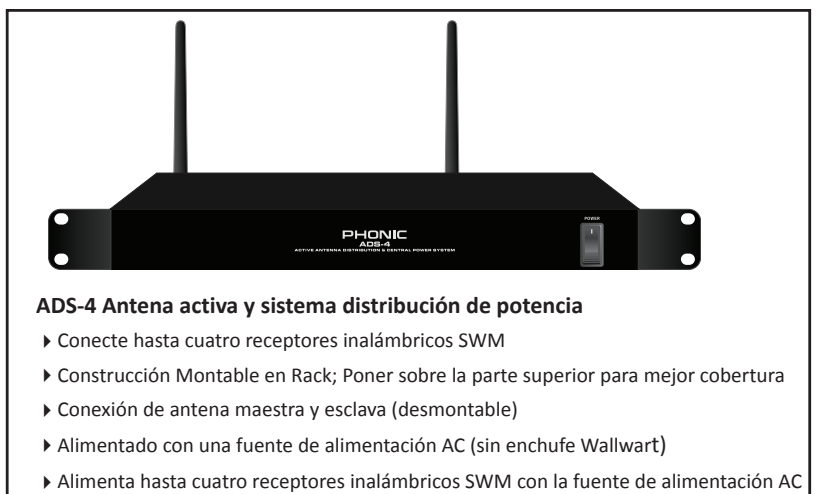 POWER
PHONIC
ADS-4
ACTIVE ANTENNA DISTRIBUTION & CENTRAL POWER SYSTEM
ADS-4 Antena activa y sistema distribución de potencia
Conecte hasta cuatro receptores inalámbricos SWM
Construcción Montable en Rack; Poner sobre la parte superior para mejor cobertura
Conexión de antena maestra y esclava (desmontable)
Alimentado con una fuente de alimentación AC (sin enchufe Wallwart)
Alimenta hasta cuatro receptores inalámbricos SWM con la fuente de alimentación AC